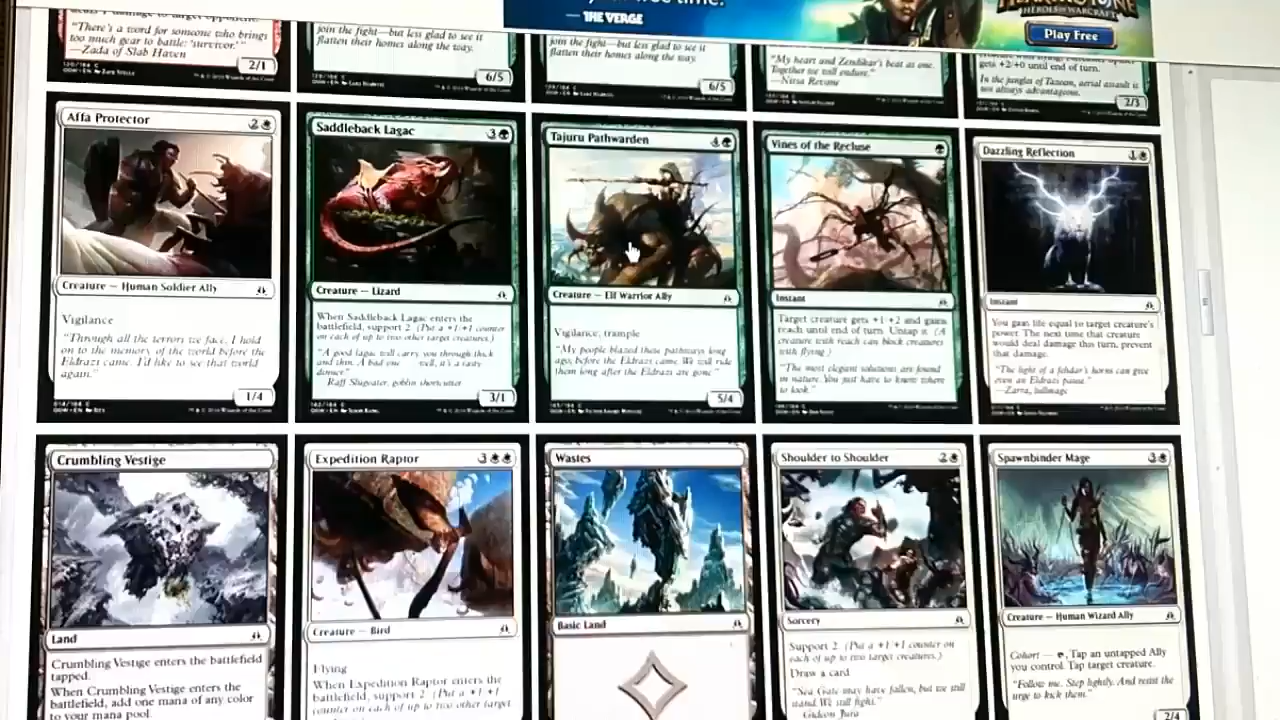 — THE VERGE
HEROES OF WARCRAFT
Play Free
"There's a word for someone who brings
too much gear to battle: 'survivor.'"
—Zada of Slab Haven
2/1
join the fight—but less glad to see it
flatten their homes along the way.
6/5
join the fight—but less glad to see it
flatten their homes along the way.
6/5
"My heart and Zendikar's beat as one.
Together we will endure."
—Nissa Revane
gets +2/+0 until end of turn.
In the jungles of Tazeem, aerial assault is
not always advantageous.
2/3
Affa Protector 2
Creature — Human Soldier Ally
Vigilance
"Through all the terrors we face, I hold
on to the memory of the world before the
Eldrazi came. I'd like to see that world
again."
1/4
Saddleback Lagac 3
Creature — Lizard
When Saddleback Lagac enters the
battlefield, support 2. (Put a +1/+1 counter
on each of up to two other target creatures.)
"A good lagac will carry you through thick
and thin. A bad one . . . well, it's a tasty
dinner."
Raff Slugeater, goblin shortcutter
3/1
Tajuru Pathwarden 4
Creature — Elf Warrior Ally
Vigilance, trample
"My people blazed these pathways long
ago, before the Eldrazi came. We will ride
them long after the Eldrazi are gone."
5/4
Vines of the Recluse
Instant
Target creature gets +1/+2 and gains
reach until end of turn. Untap it. (A
creature with reach can block creatures
with flying.)
"The most elegant solutions are found
in nature. You just have to know where
to look."
Dazzling Reflection 1
Instant
You gain life equal to target creature's
power. The next time that creature
would deal damage this turn, prevent
that damage.
"The light of a felidar's horns can give
even an Eldrazi pause."
—Zarra, hillmage
Crumbling Vestige
Land
Crumbling Vestige enters the battlefield
tapped.
When Crumbling Vestige enters the
battlefield, add one mana of any color
to your mana pool.
Expedition Raptor 3
Creature — Bird
Flying
When Expedition Raptor enters the
battlefield, support 2. (Put a +1/+1
counter on each of up to two other target
Wastes
Basic Land
Shoulder to Shoulder 2
Sorcery
Support 2. (Put a +1/+1 counter on
each of up to two target creatures.)
Draw a card.
"Sea Gate may have fallen, but we still
stand. We still fight."
Gideon Jura
Spawnbinder Mage 3
Creature — Human Wizard Ally
Cohort — , Tap an untapped Ally
you control: Tap target creature.
"Follow me. Step lightly. And resist the
urge to kick them."
2/4